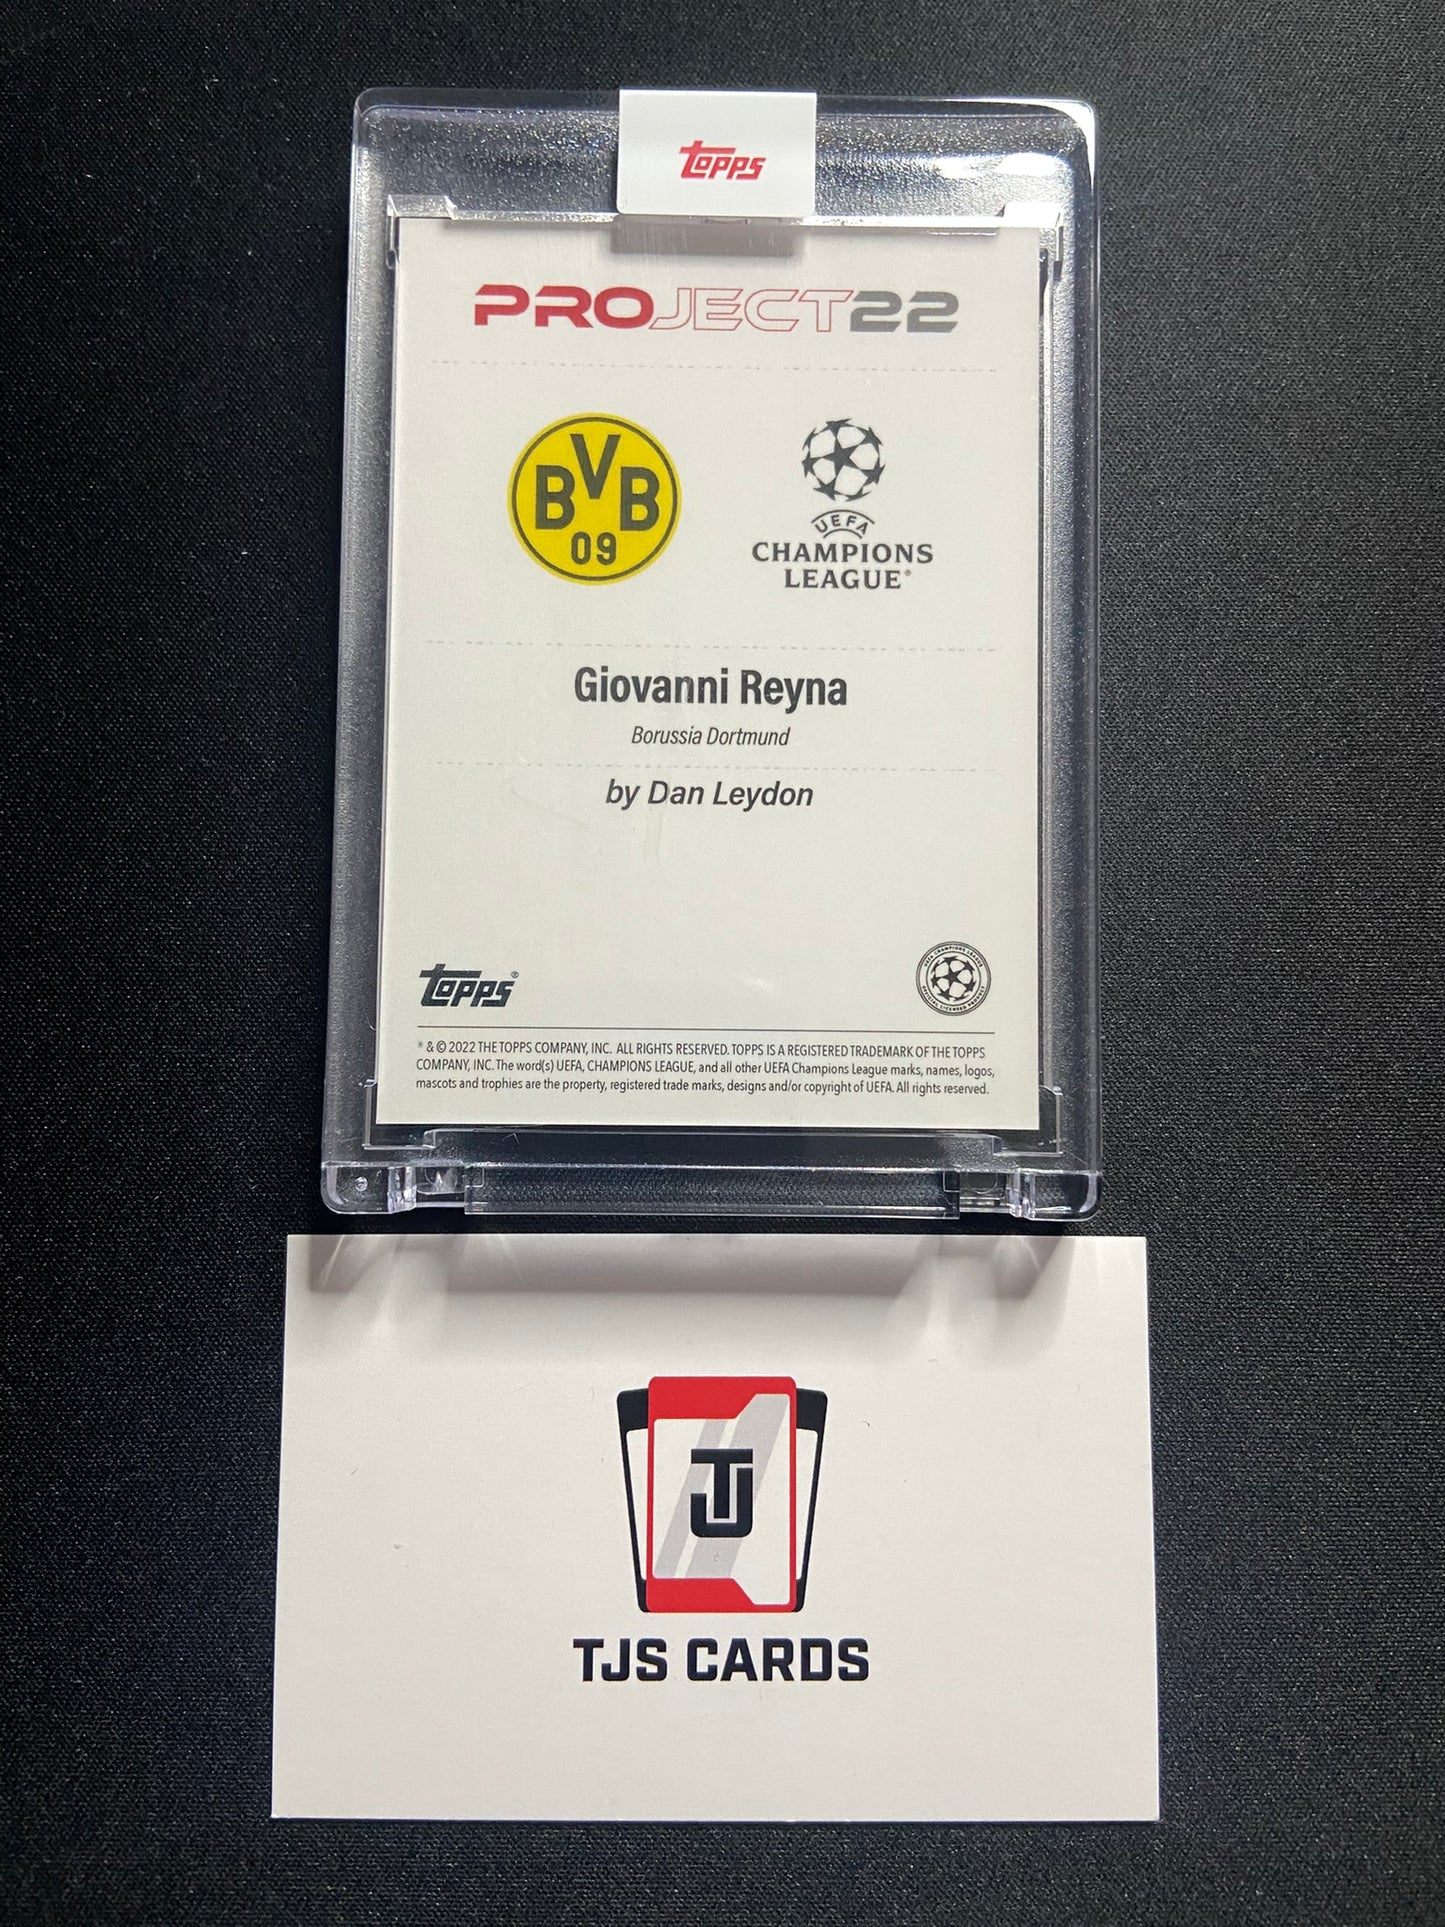 Topps
PROJECT22
BVB
09
UEFA
CHAMPIONS
LEAGUE®
Giovanni Reyna
Borussia Dortmund
by Dan Leydon
Topps®
® & © 2022 THE TOPPS COMPANY, INC. ALL RIGHTS RESERVED. TOPPS IS A REGISTERED TRADEMARK OF THE TOPPS
COMPANY, INC. The word(s) UEFA, CHAMPIONS LEAGUE, and all other UEFA Champions League marks, names, logos,
mascots and trophies are the property, registered trade marks, designs and/or copyright of UEFA. All rights reserved.
TJ
TJS CARDS